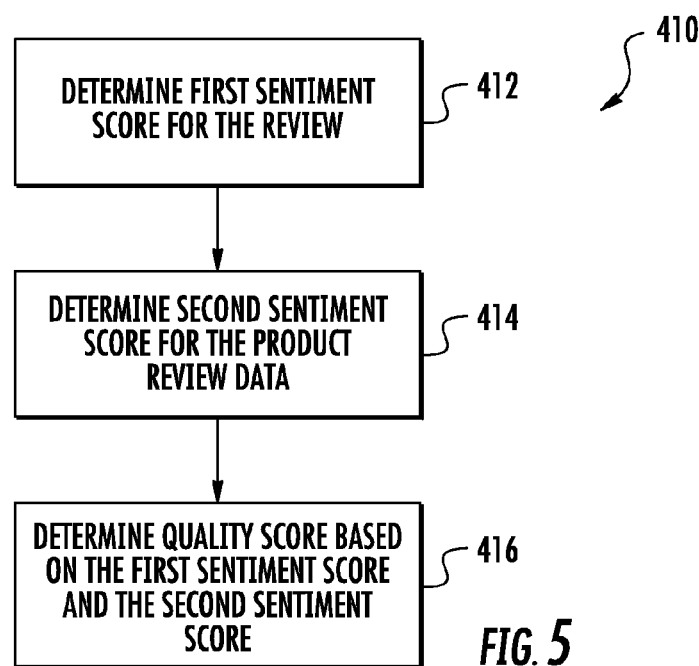 410
DETERMINE FIRST SENTIMENT
SCORE FOR THE REVIEW
412
DETERMINE SECOND SENTIMENT
SCORE FOR THE PRODUCT
REVIEW DATA
414
DETERMINE QUALITY SCORE BASED
ON THE FIRST SENTIMENT SCORE
AND THE SECOND SENTIMENT
SCORE
416
FIG. 5